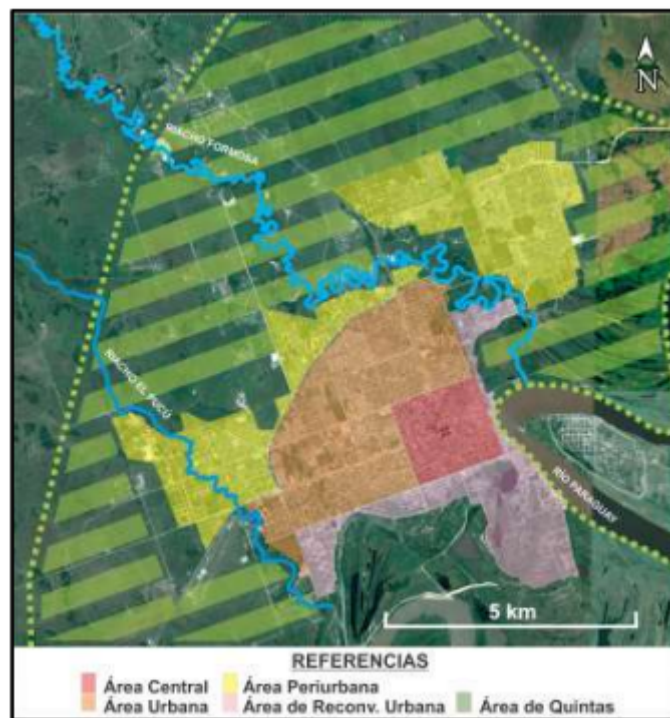 N
RIACHO FORMOSA
RIACHO EL PUCÚ
RÍO PARAGUAY
5 km
REFERENCIAS
Área Central
Área Periurbana
Área Urbana
Área de Reconv. Urbana
Área de Quintas